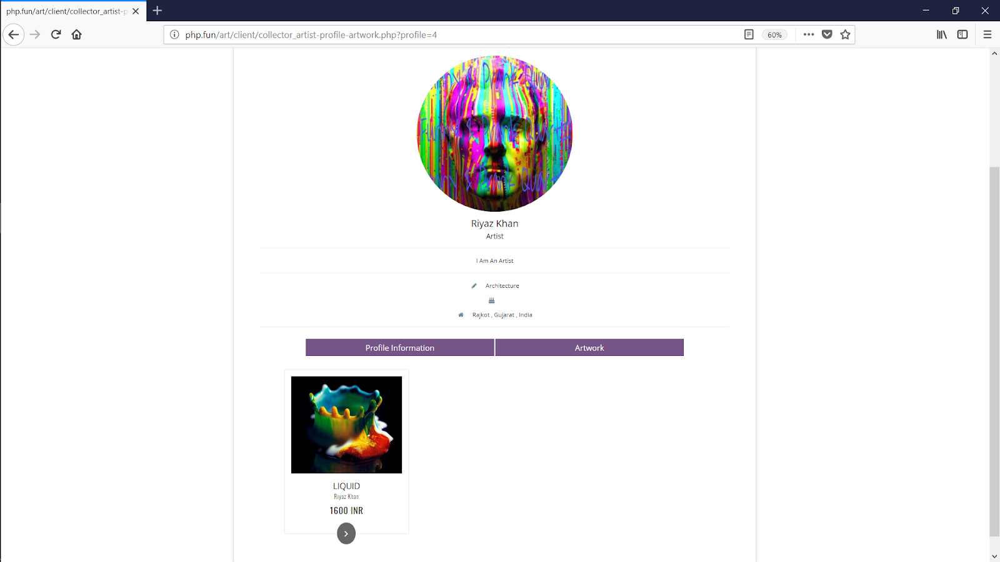 php.fun/art/client/collector_artist-p
php.fun/art/client/collector_artist-profile-artwork.php?profile=4
60%
Riyaz Khan
Artist
I Am An Artist
Architecture
Rajkot , Gujarat , India
Profile Information
Artwork
LIQUID
Riyaz Khan
1600 INR